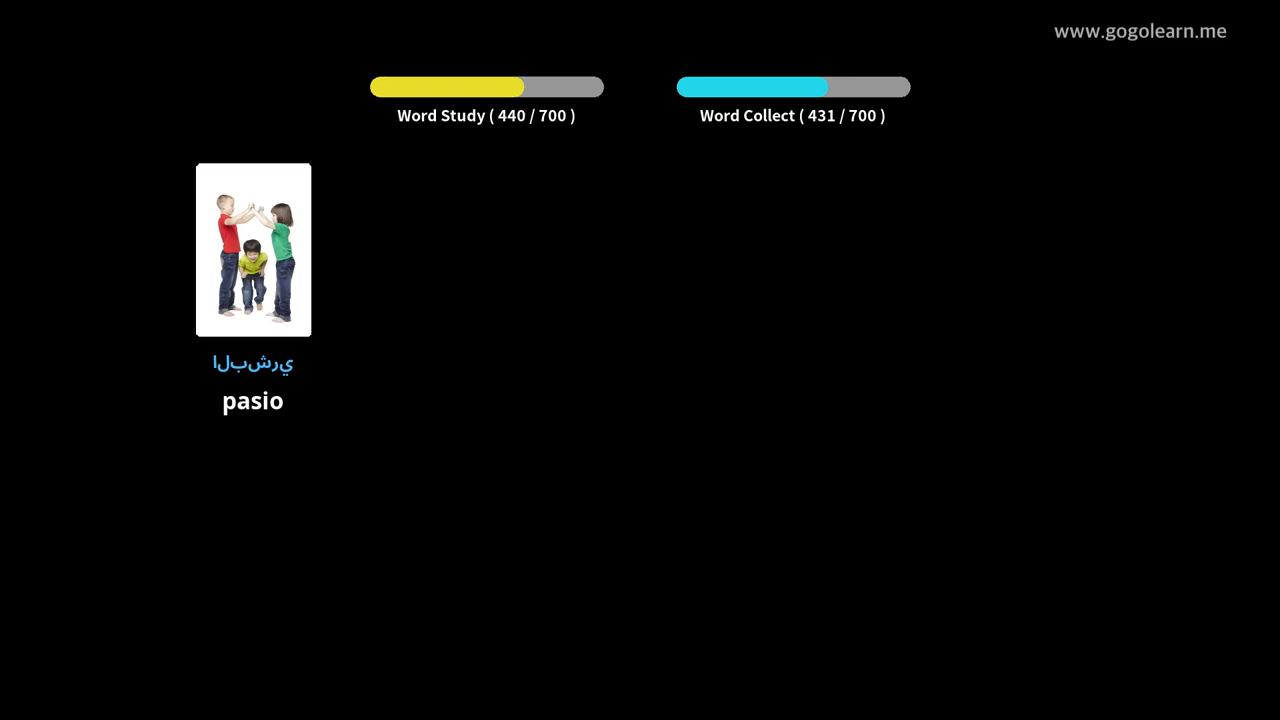 www.gogolearn.me
Word Study ( 440 / 700 )
Word Collect ( 431 / 700 )
البشري
pasio